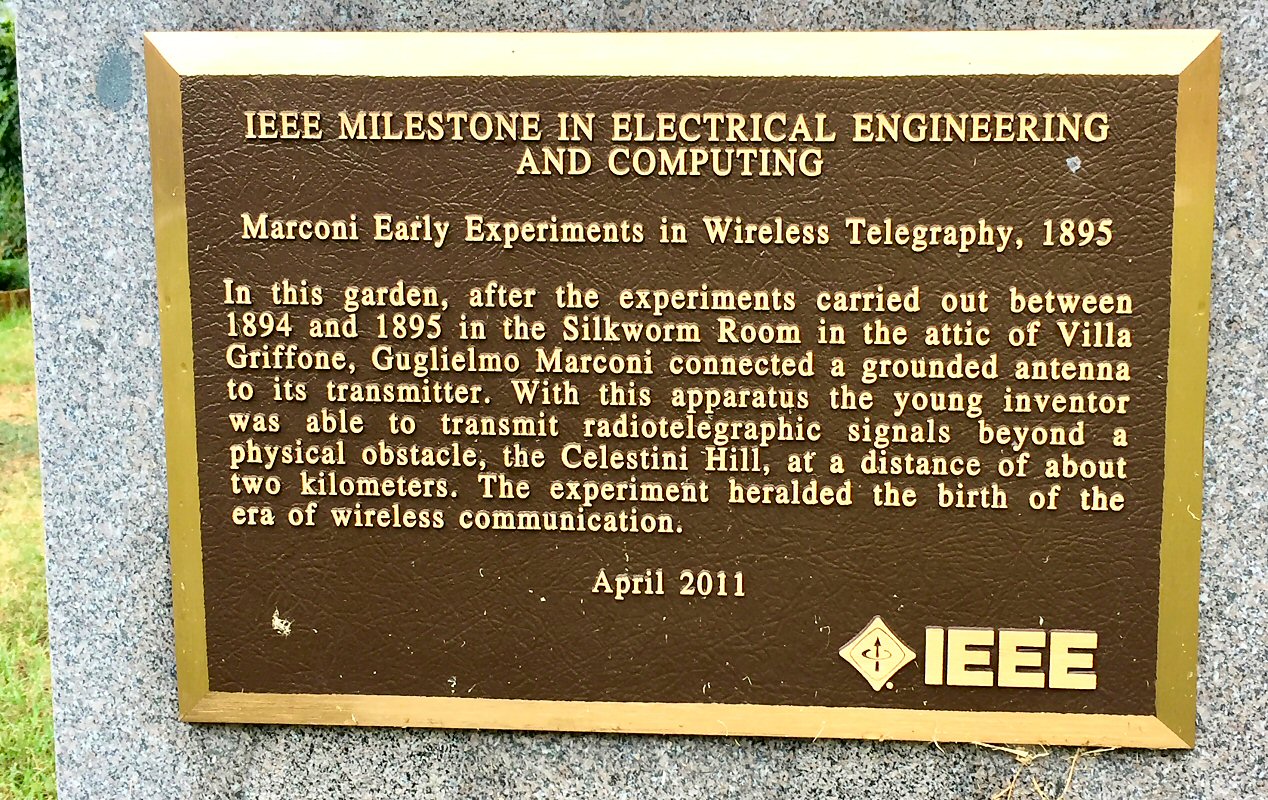 IEEE MILESTONE IN ELECTRICAL ENGINEERING
AND COMPUTING
Marconi Early Experiments in Wireless Telegraphy, 1895
In this garden, after the experiments carried out between
1894 and 1895 in the Silkworm Room in the attic of Villa
Griffone, Guglielmo Marconi connected a grounded antenna
to its transmitter. With this apparatus the young inventor
was able to transmit radiotelegraphic signals beyond a
physical obstacle, the Celestini Hill, at a distance of about
two kilometers. The experiment heralded the birth of the
era of wireless communication.
April 2011
IEEE